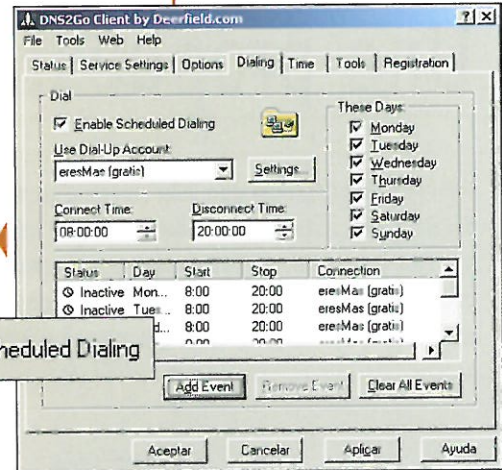 DNS2Go Client by Deerfield.com
File Tools Web Help
Status Service Settings Options Dialing Time Tools Registration
Dial
Enable Scheduled Dialing
Use Dial-Up Account:
eresMas (gratis)
Settings
Connect Time:
Disconnect Time:
08:00:00
20:00:00
These Days:
Monday
Tuesday
Wednesday
Thursday
Friday
Saturday
Sunday
Status Day Start Stop Connection
Inactive Mon... 8:00 20:00 eresMas (gratis)
Inactive Tues... 8:00 20:00 eresMas (gratis)
d... 8:00 20:00 eresMas (gratis)
heduled Dialing
Add Event Remove Event Clear All Events
Aceptar Cancelar Aplicar Ayuda